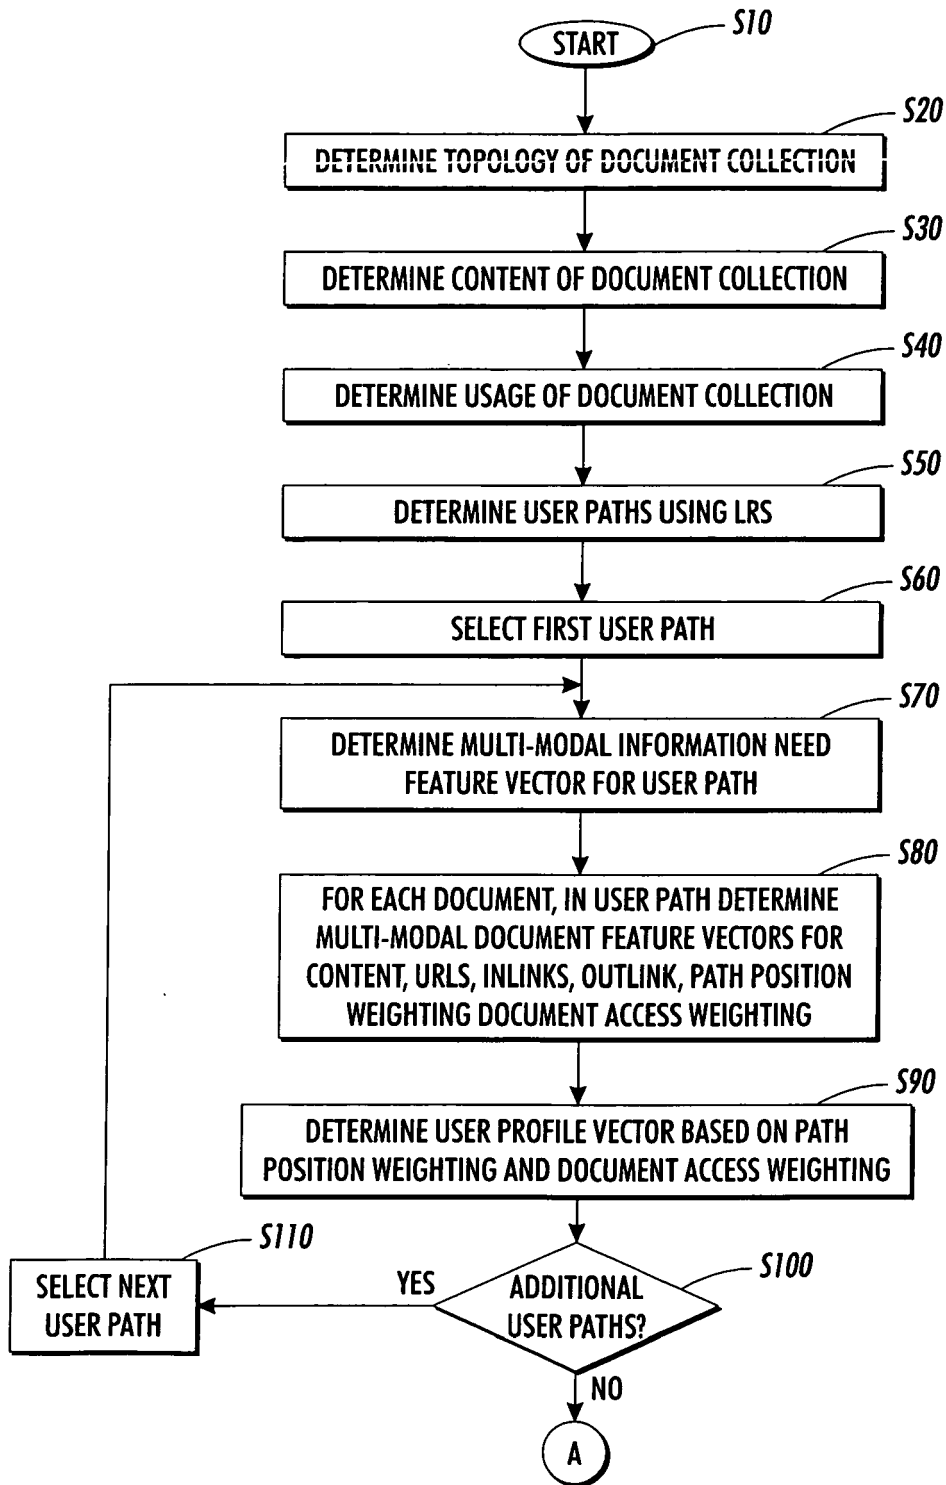 S10
START
S20
DETERMINE TOPOLOGY OF DOCUMENT COLLECTION
S30
DETERMINE CONTENT OF DOCUMENT COLLECTION
S40
DETERMINE USAGE OF DOCUMENT COLLECTION
S50
DETERMINE USER PATHS USING LRS
S60
SELECT FIRST USER PATH
S70
DETERMINE MULTI-MODAL INFORMATION NEED
FEATURE VECTOR FOR USER PATH
S80
FOR EACH DOCUMENT, IN USER PATH DETERMINE
MULTI-MODAL DOCUMENT FEATURE VECTORS FOR
CONTENT, URLS, INLINKS, OUTLINK, PATH POSITION
WEIGHTING DOCUMENT ACCESS WEIGHTING
S90
DETERMINE USER PROFILE VECTOR BASED ON PATH
POSITION WEIGHTING AND DOCUMENT ACCESS WEIGHTING
S100
ADDITIONAL
USER PATHS?
YES
S110
SELECT NEXT
USER PATH
NO
A